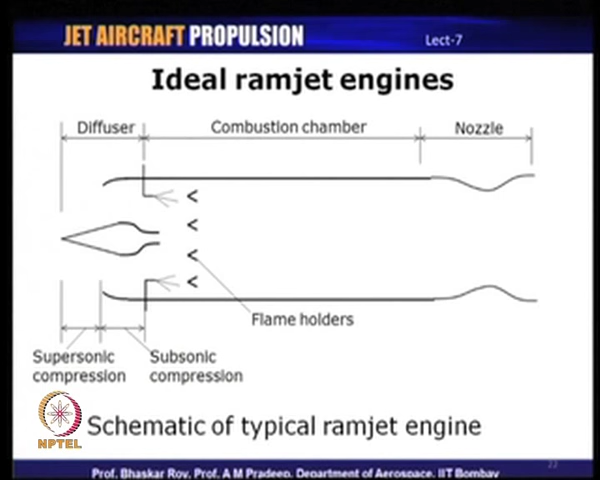 JET AIRCRAFT PROPULSION
Lect-7
Ideal ramjet engines
Diffuser
Combustion chamber
Nozzle
Flame holders
Supersonic
compression
Subsonic
compression
NPTEL
Schematic of typical ramjet engine
22
Prof. Bhaskar Roy, Prof. A M Pradeep, Department of Aerospace, IIT Bombay